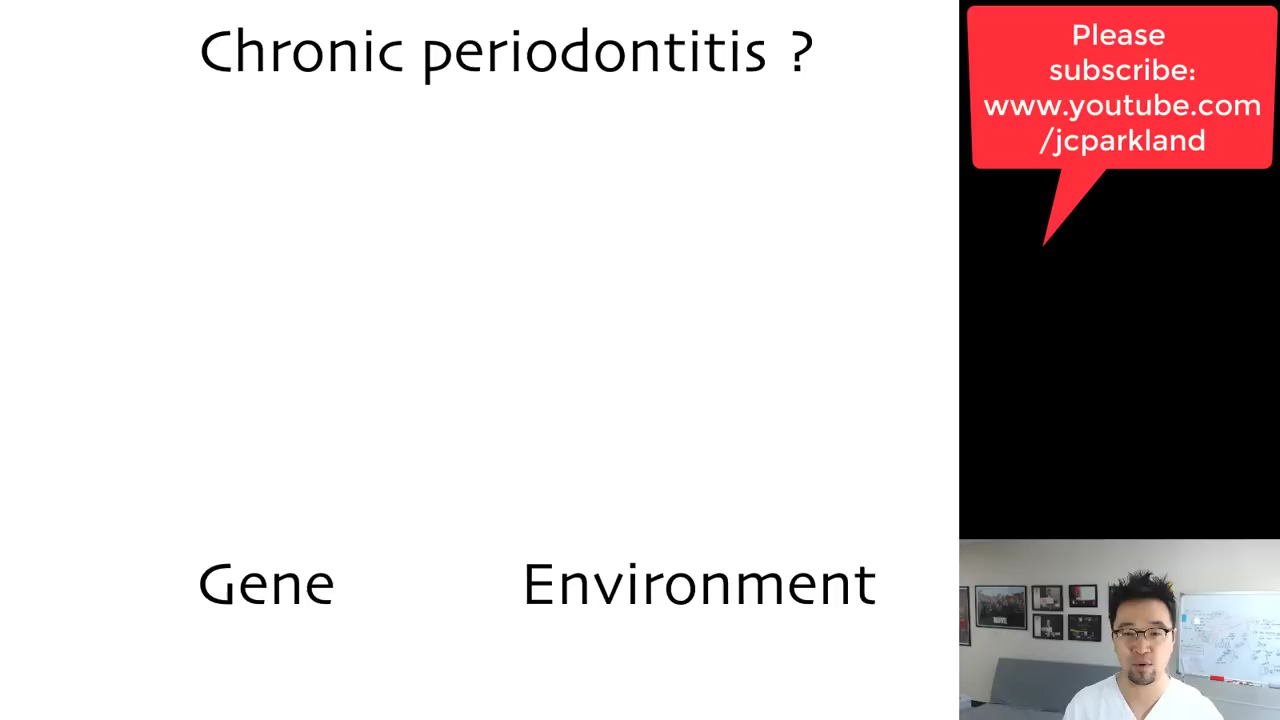 Chronic periodontitis ?
Please
subscribe:
www.youtube.com
/jcparkland
Gene
Environment